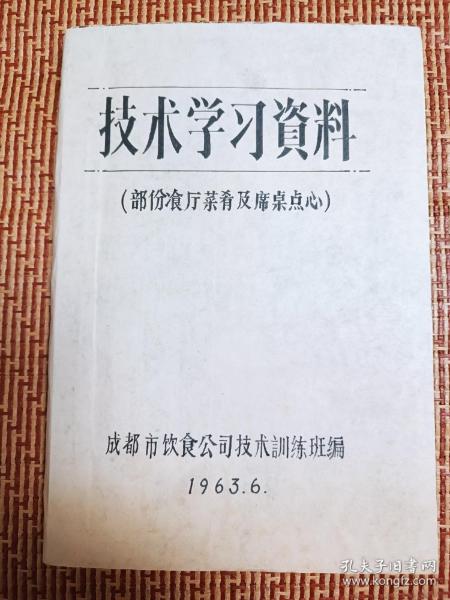 技术学习資料
(部份飡厅菜肴及席桌点心)
成都市饮食公司技术訓练班編
1963.6.
孔夫子旧书网
www.kongfz.com